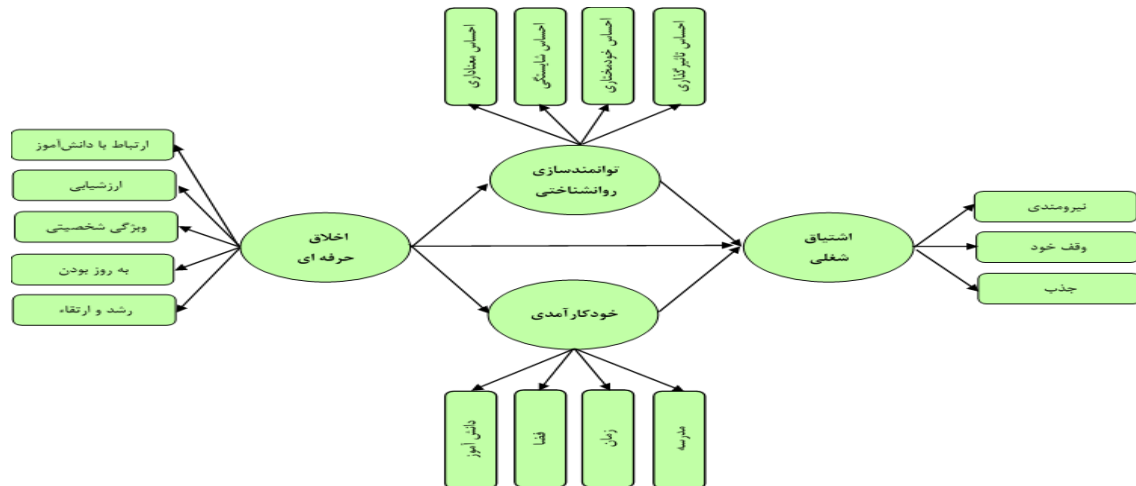 احساس معناداری
احساس شایستگی
احساس خودمختاری
احساس تاثیرگذاری
ارتباط با دانش‌آموز
ارزشیابی
ویژگی شخصیتی
به روز بودن
رشد و ارتقاء
اخلاق
حرفه ای
توانمندسازی
روانشناختی
خودکارآمدی
اشتیاق
شغلی
نیرومندی
وقف خود
جذب
دانش آموز
فضا
زمان
مدرسه